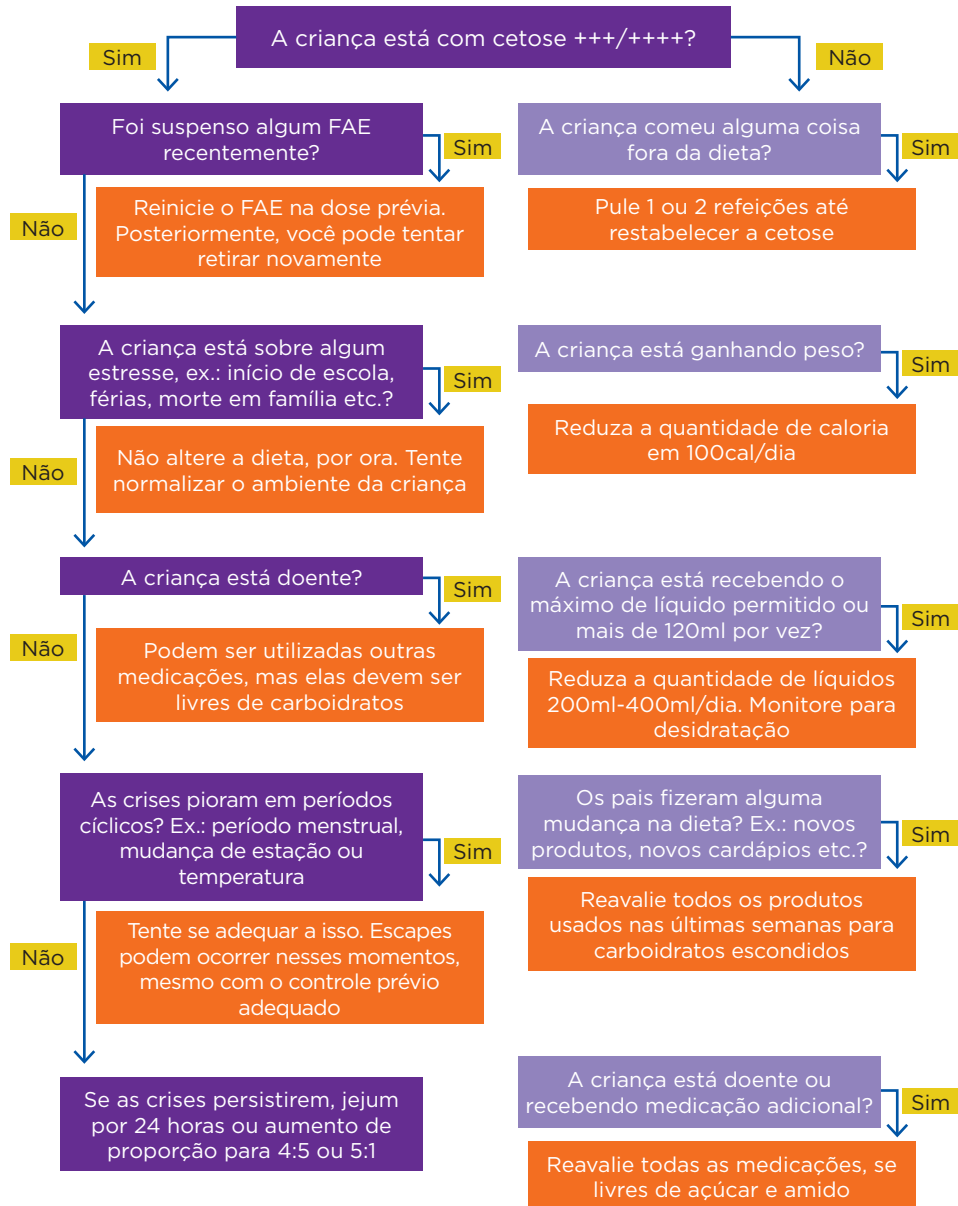 A criança está com cetose +++/++++?
Sim
Não
Foi suspenso algum FAE
recentemente?
Sim
Não
Reinicie o FAE na dose prévia.
Posteriormente, você pode tentar
retirar novamente
A criança está sobre algum
estresse, ex.: início de escola,
férias, morte em família etc.?
Sim
Não
Não altere a dieta, por ora. Tente
normalizar o ambiente da criança
A criança está doente?
Sim
Não
Podem ser utilizadas outras
medicações, mas elas devem ser
livres de carboidratos
As crises pioram em períodos
cíclicos? Ex.: período menstrual,
mudança de estação ou
temperatura
Sim
Não
Tente se adequar a isso. Escapes
podem ocorrer nesses momentos,
mesmo com o controle prévio
adequado
Se as crises persistirem, jejum
por 24 horas ou aumento de
proporção para 4:5 ou 5:1
A criança comeu alguma coisa
fora da dieta?
Sim
Pule 1 ou 2 refeições até
restabelecer a cetose
A criança está ganhando peso?
Sim
Reduza a quantidade de caloria
em 100cal/dia
A criança está recebendo o
máximo de líquido permitido ou
mais de 120ml por vez?
Sim
Reduza a quantidade de líquidos
200ml-400ml/dia. Monitore para
desidratação
Os pais fizeram alguma
mudança na dieta? Ex.: novos
produtos, novos cardápios etc.?
Sim
Reavalie todos os produtos
usados nas últimas semanas para
carboidratos escondidos
A criança está doente ou
recebendo medicação adicional?
Sim
Reavalie todas as medicações, se
livres de açúcar e amido